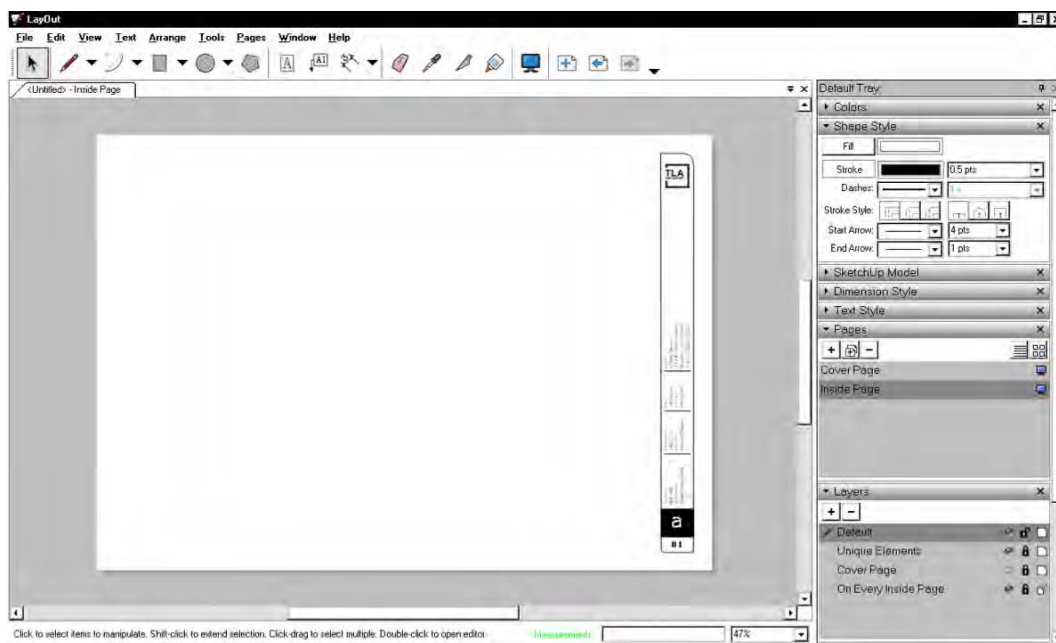 LayOut
File Edit View Text Arrange Tools Pages Window Help
A A1
<Untitled> - Inside Page
Default Tray
Colors
Shape Style
Fill
Stroke 0.5 pts
Dashes:
Stroke Style:
Start Arrow: 4 pts
End Arrow: 1 pts
SketchUp Model
Dimension Style
Text Style
Pages
Cover Page
Inside Page
Layers
Default
Unique Elements
Cover Page
On Every Inside Page
TLA
a
01
Click to select items to manipulate. Shift-click to extend selection. Click-drag to select multiple. Double-click to open editor. Measurements 47%